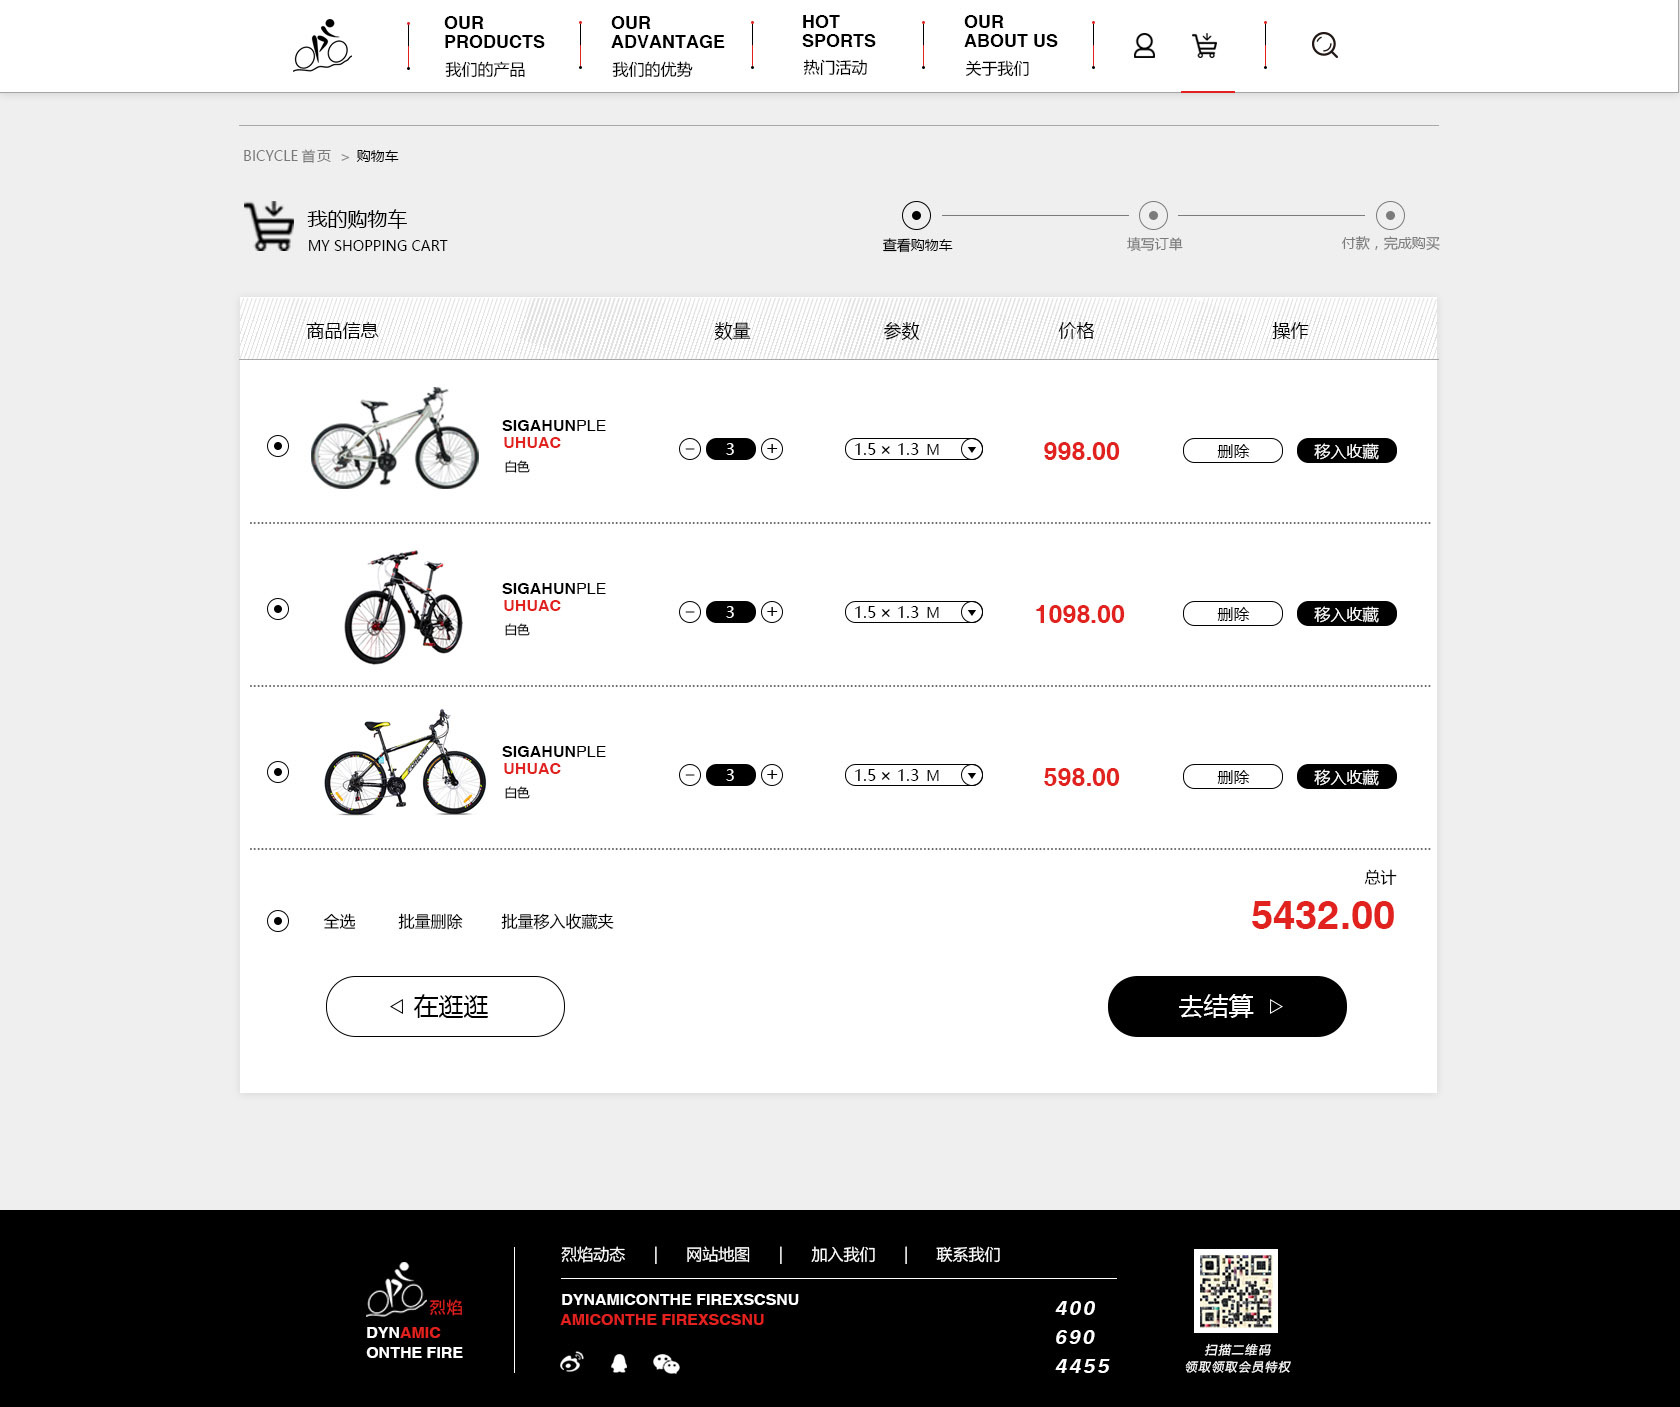 OUR PRODUCTS
我们的产品
OUR ADVANTAGE
我们的优势
HOT SPORTS
热门活动
OUR ABOUT US
关于我们
BICYCLE 首页 > 购物车
我的购物车
MY SHOPPING CART
查看购物车
填写订单
付款，完成购买
商品信息 数量 参数 价格 操作
SIGAHUNPLE
UHUAC
白色
− 3 + 1.5 × 1.3 M 998.00 删除 移入收藏
SIGAHUNPLE
UHUAC
白色
− 3 + 1.5 × 1.3 M 1098.00 删除 移入收藏
SIGAHUNPLE
UHUAC
白色
− 3 + 1.5 × 1.3 M 598.00 删除 移入收藏
总计
5432.00
全选 批量删除 批量移入收藏夹
在逛逛
去结算
烈焰
DYNAMIC
ONTHE FIRE
烈焰动态 | 网站地图 | 加入我们 | 联系我们
DYNAMICONTHE FIREXSCSNU
AMICONTHE FIREXSCSNU
400
690
4455
扫描二维码
领取领取会员特权